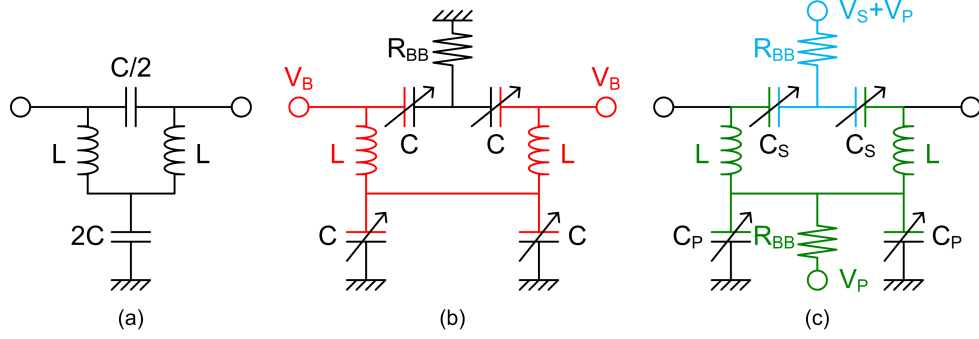 C/2
L
L
2C
(a)
R_BB
V_B
V_B
C
C
L
L
C
C
(b)
V_S+V_P
R_BB
C_S
C_S
L
L
C_P
R_BB
C_P
V_P
(c)